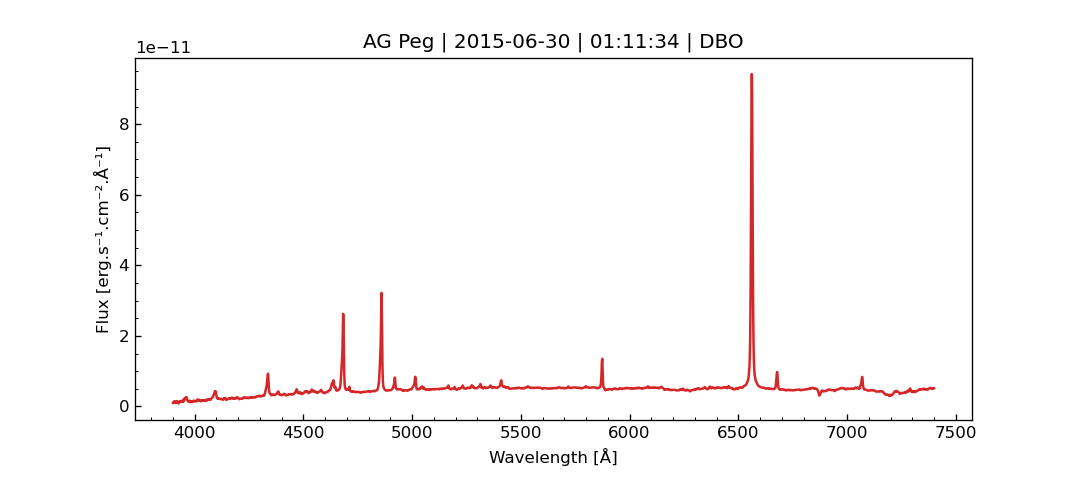 AG Peg | 2015-06-30 | 01:11:34 | DBO
1e−11
8
6
4
2
0
Flux [erg.s⁻¹.cm⁻².Å⁻¹]
4000 4500 5000 5500 6000 6500 7000 7500
Wavelength [Å]